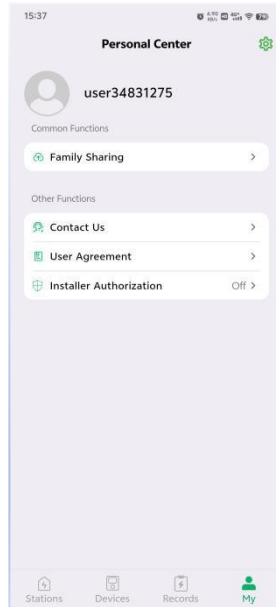 15:37
Personal Center
user34831275
Common Functions
Family Sharing
Other Functions
Contact Us
User Agreement
Installer Authorization Off
Stations Devices Records My